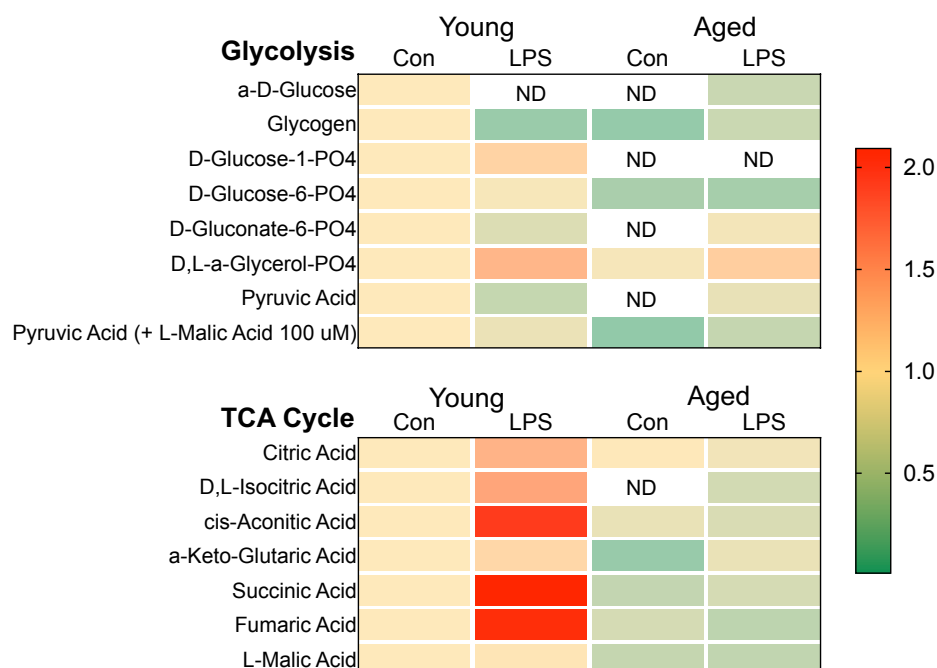 Young Aged
Glycolysis Con LPS Con LPS
a-D-Glucose ND ND
Glycogen
D-Glucose-1-PO4 ND ND
D-Glucose-6-PO4
D-Gluconate-6-PO4 ND
D,L-a-Glycerol-PO4
Pyruvic Acid ND
Pyruvic Acid (+ L-Malic Acid 100 uM)
2.0
1.5
1.0
0.5
Young Aged
TCA Cycle Con LPS Con LPS
Citric Acid
D,L-Isocitric Acid ND
cis-Aconitic Acid
a-Keto-Glutaric Acid
Succinic Acid
Fumaric Acid
L-Malic Acid